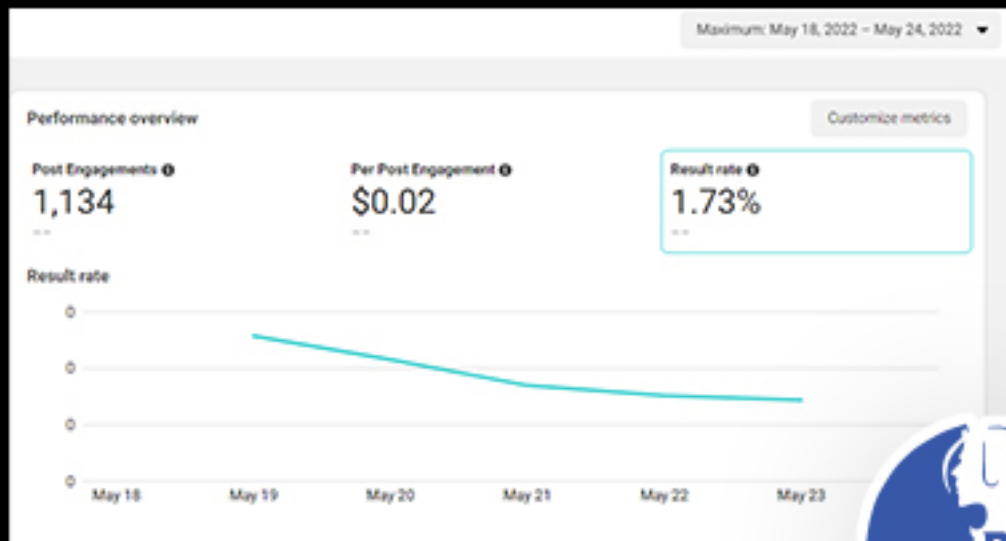 Maximum: May 18, 2022 – May 24, 2022
Performance overview
Customize metrics
Post Engagements
Per Post Engagement
Result rate
1,134
$0.02
1.73%
--
--
--
Result rate
0
0
0
0
May 18
May 19
May 20
May 21
May 22
May 23
U